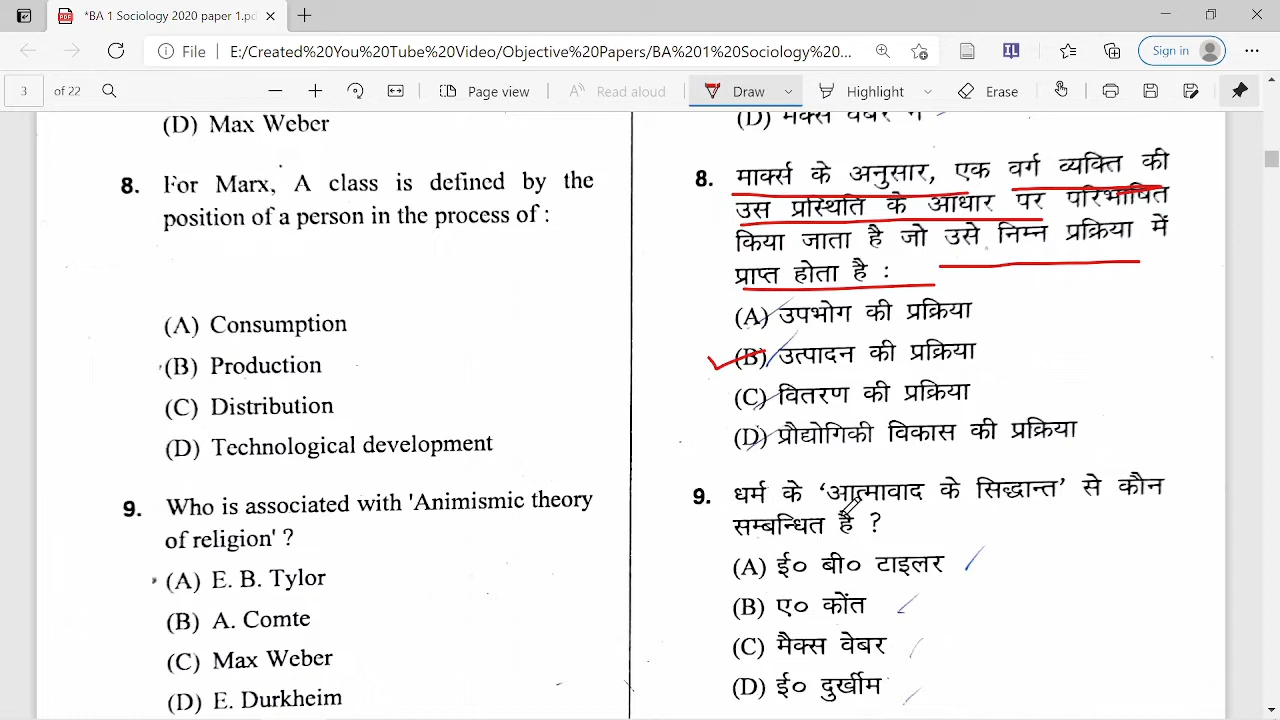 *BA 1 Sociology 2020 paper 1.pd
File
E:/Created%20You%20Tube%20Video/Objective%20Papers/BA%201%20Sociology%20...
IL
Sign in
3
of 22
Page view
Read aloud
Draw
Highlight
Erase
(D) Max Weber
8. For Marx, A class is defined by the
position of a person in the process of :
(A) Consumption
(B) Production
(C) Distribution
(D) Technological development
9. Who is associated with 'Animismic theory
of religion' ?
(A) E. B. Tylor
(B) A. Comte
(C) Max Weber
(D) E. Durkheim
(D) मैक्स वेबर ने
8. मार्क्स के अनुसार, एक वर्ग व्यक्ति की
उस प्रस्थिति के आधार पर परिभाषित
किया जाता है जो उसे निम्न प्रक्रिया में
प्राप्त होता है :
(A) उपभोग की प्रक्रिया
(B) उत्पादन की प्रक्रिया
(C) वितरण की प्रक्रिया
(D) प्रौद्योगिकी विकास की प्रक्रिया
9. धर्म के ‘आत्मावाद के सिद्धान्त’ से कौन
सम्बन्धित है ?
(A) ई० बी० टाइलर
(B) ए० कोंत
(C) मैक्स वेबर
(D) ई० दुर्खीम